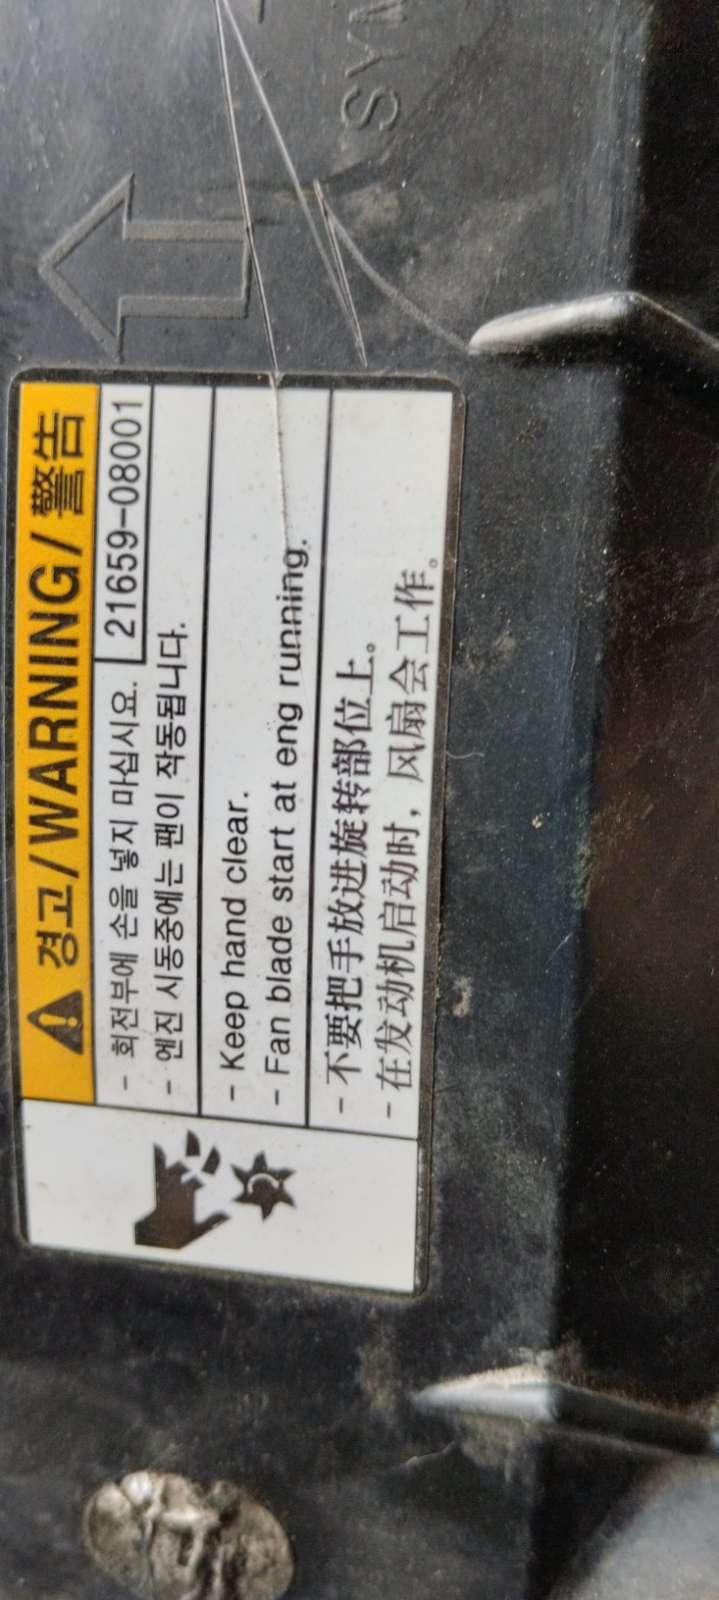 SYM
경고/WARNING/警告
21659-08001
- 회전부에 손을 넣지 마십시요.
- 엔진 시동중에는 팬이 작동됩니다.
- Keep hand clear.
- Fan blade start at eng running.
- 不要把手放进旋转部位上。
- 在发动机启动时，风扇会工作。